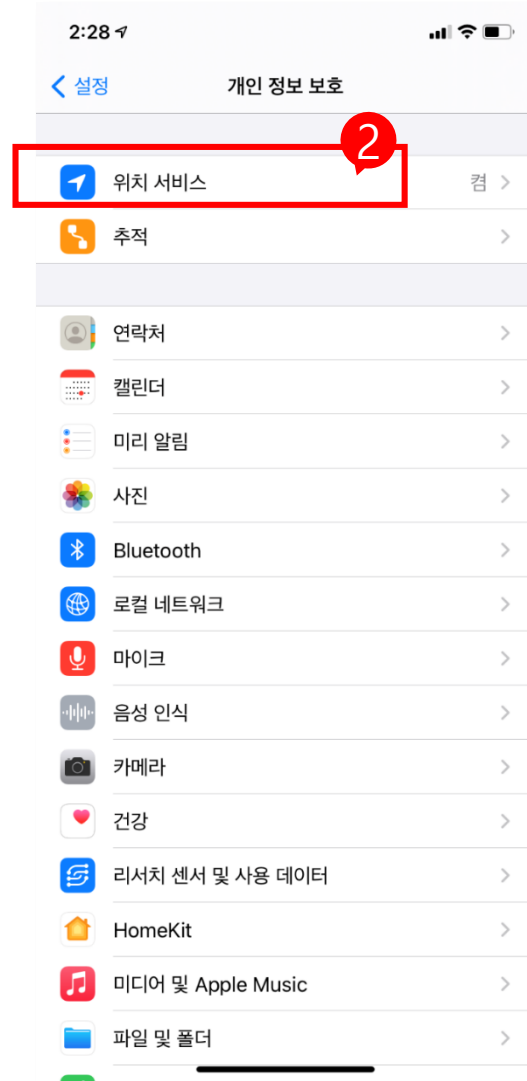 2:28
설정
개인 정보 보호
2
위치 서비스 켬
추적
연락처
캘린더
미리 알림
사진
Bluetooth
로컬 네트워크
마이크
음성 인식
카메라
건강
리서치 센서 및 사용 데이터
HomeKit
미디어 및 Apple Music
파일 및 폴더